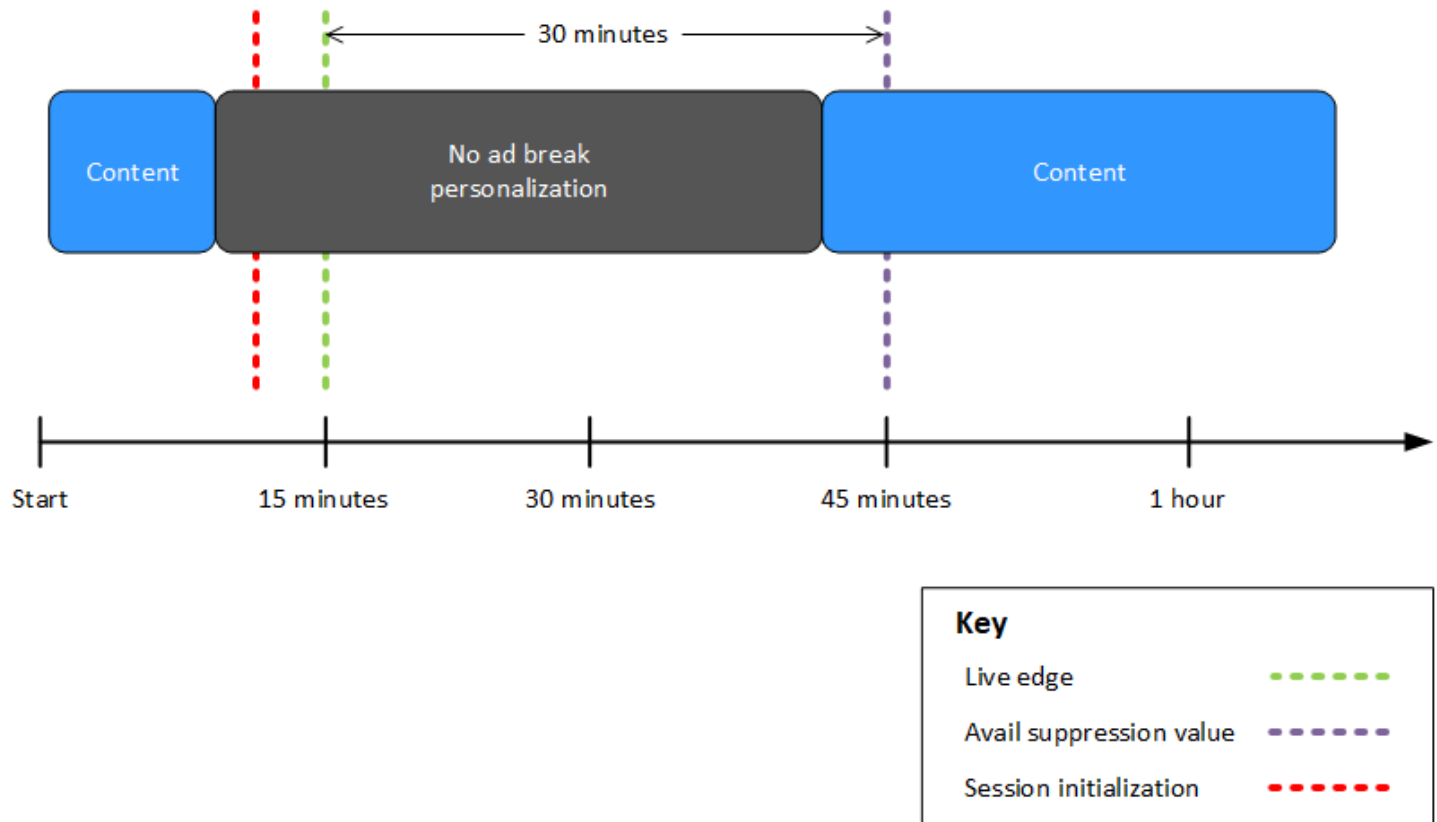 30 minutes
Content
No ad break
personalization
Content
Start
15 minutes
30 minutes
45 minutes
1 hour
Key
Live edge
Avail suppression value
Session initialization